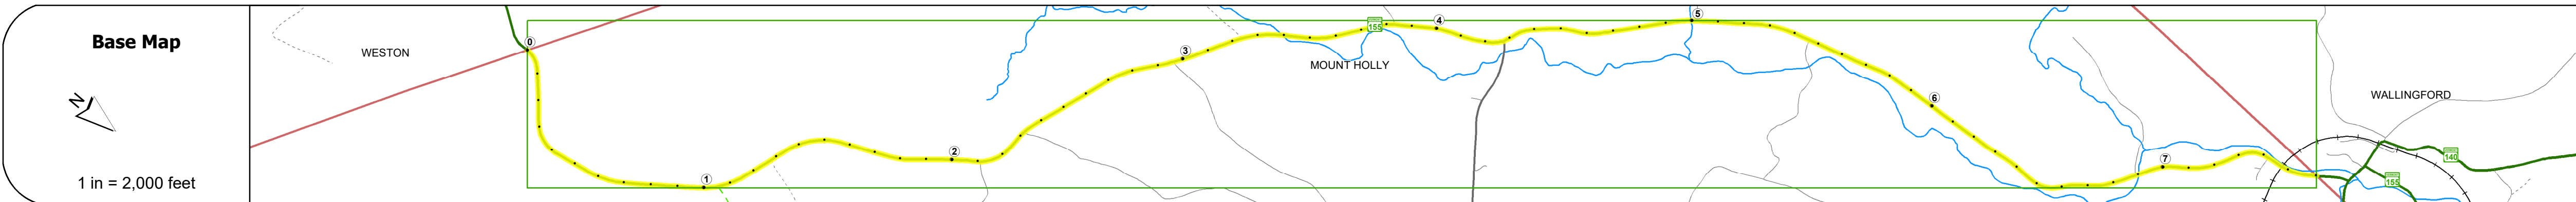 Base Map
N
1 in = 2,000 feet
WESTON
0
1
2
3
155
4
MOUNT HOLLY
5
6
7
WALLINGFORD
140
155